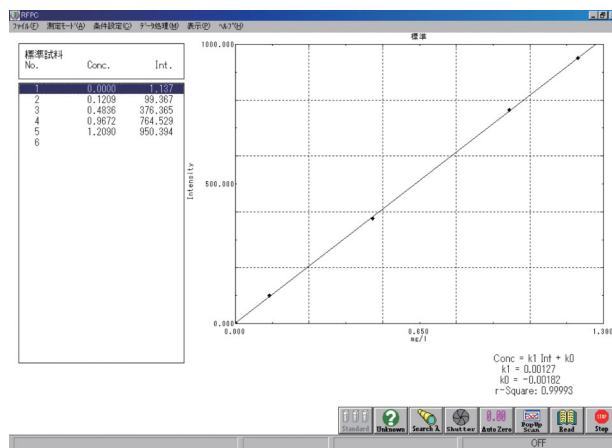 RFPC
ファイル(F) 測定モード(A) 条件設定(C) データ処理(M) 表示(P) ヘルプ(H)
標準試料
No. Conc. Int.
1 0.0000 1.137
2 0.1209 99.367
3 0.4836 376.365
4 0.9672 764.529
5 1.2090 950.394
6
標準
1000.000
500.000
0.000
Intensity
0.000 0.650 1.300
mg/l
Conc = k1 Int + k0
k1 = 0.00127
k0 = -0.00182
r-Square: 0.99993
Standard Unknown Search λ Shutter 0.00 Auto Zero PopUp Scan Read STOP Stop
OFF